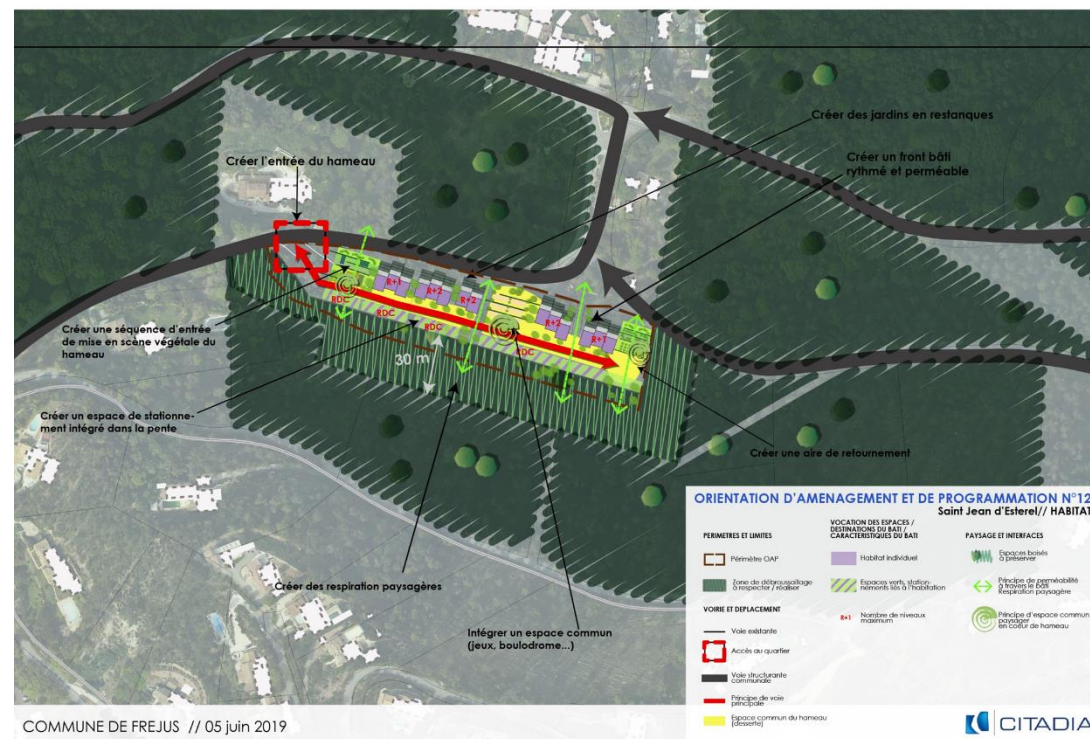 Créer des jardins en restanques
Créer l'entrée du hameau
Créer un front bâti
rythmé et perméable
R+1
R+2
R+2
R+2
R+1
RDC
RDC
RDC
RDC
30 m
Créer une séquence d'entrée
de mise en scène végétale du
hameau
Créer un espace de stationne-
ment intégré dans la pente
Créer une aire de retournement
Créer des respiration paysagères
Intégrer un espace commun
(jeux, boulodrome...)
ORIENTATION D'AMENAGEMENT ET DE PROGRAMMATION N°12
Saint Jean d'Esterel// HABITAT
PERIMETRES ET LIMITES
Périmètre OAP
Zone de débroussaillage
à respecter / réaliser
VOIRIE ET DEPLACEMENT
Voie existante
Accès au quartier
Voie structurante
communale
Principe de voie
principale
Espace commun du hameau
(desserte)
VOCATION DES ESPACES /
DESTINATIONS DU BATI /
CARACTERISTIQUES DU BATI
Habitat individuel
Espaces verts, station-
nements liés à l'habitation
R+1
Nombre de niveaux
maximum
PAYSAGE ET INTERFACES
Espaces boisés
à préserver
Principe de perméabilité
à travers le bâti
Respiration paysagère
Principe d'espace commun
paysager
en coeur de hameau
COMMUNE DE FREJUS // 05 juin 2019
CITADIA